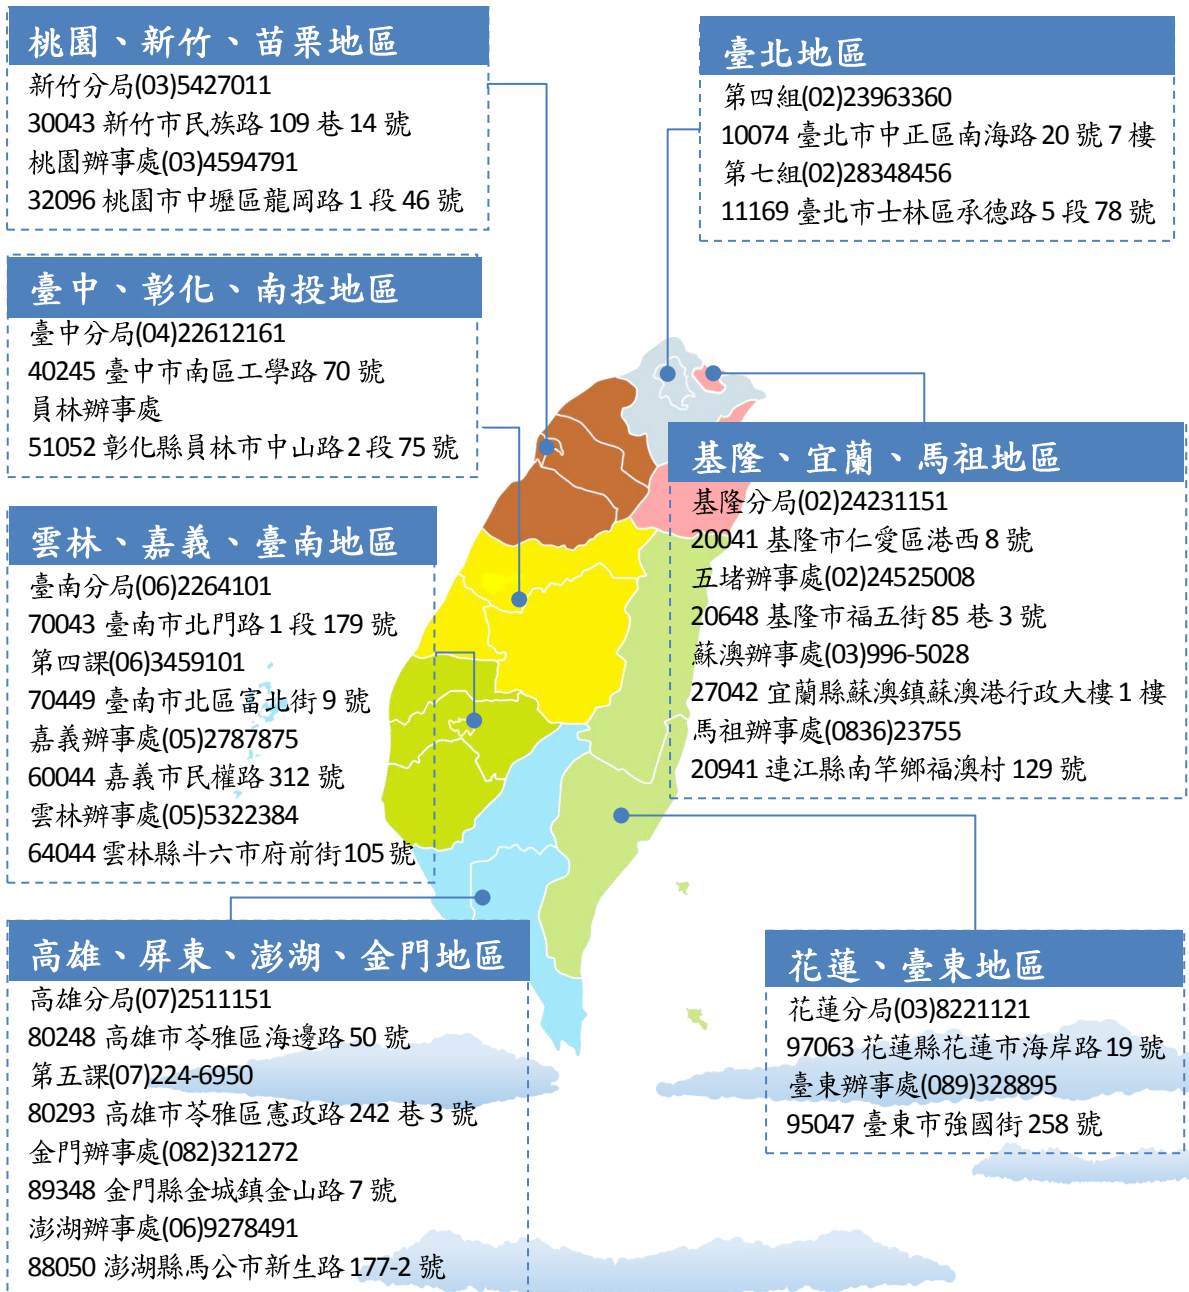 桃園、新竹、苗栗地區
新竹分局(03)5427011
30043 新竹市民族路 109 巷 14 號
桃園辦事處(03)4594791
32096 桃園市中壢區龍岡路 1 段 46 號
臺北地區
第四組(02)23963360
10074 臺北市中正區南海路 20 號 7 樓
第七組(02)28348456
11169 臺北市士林區承德路 5 段 78 號
臺中、彰化、南投地區
臺中分局(04)22612161
40245 臺中市南區工學路 70 號
員林辦事處
51052 彰化縣員林市中山路 2 段 75 號
基隆、宜蘭、馬祖地區
基隆分局(02)24231151
20041 基隆市仁愛區港西 8 號
五堵辦事處(02)24525008
20648 基隆市福五街 85 巷 3 號
蘇澳辦事處(03)996-5028
27042 宜蘭縣蘇澳鎮蘇澳港行政大樓 1 樓
馬祖辦事處(0836)23755
20941 連江縣南竿鄉福澳村 129 號
雲林、嘉義、臺南地區
臺南分局(06)2264101
70043 臺南市北門路 1 段 179 號
第四課(06)3459101
70449 臺南市北區富北街 9 號
嘉義辦事處(05)2787875
60044 嘉義市民權路 312 號
雲林辦事處(05)5322384
64044 雲林縣斗六市府前街 105 號
高雄、屏東、澎湖、金門地區
高雄分局(07)2511151
80248 高雄市苓雅區海邊路 50 號
第五課(07)224-6950
80293 高雄市苓雅區憲政路 242 巷 3 號
金門辦事處(082)321272
89348 金門縣金城鎮金山路 7 號
澎湖辦事處(06)9278491
88050 澎湖縣馬公市新生路 177-2 號
花蓮、臺東地區
花蓮分局(03)8221121
97063 花蓮縣花蓮市海岸路 19 號
臺東辦事處(089)328895
95047 臺東市強國街 258 號